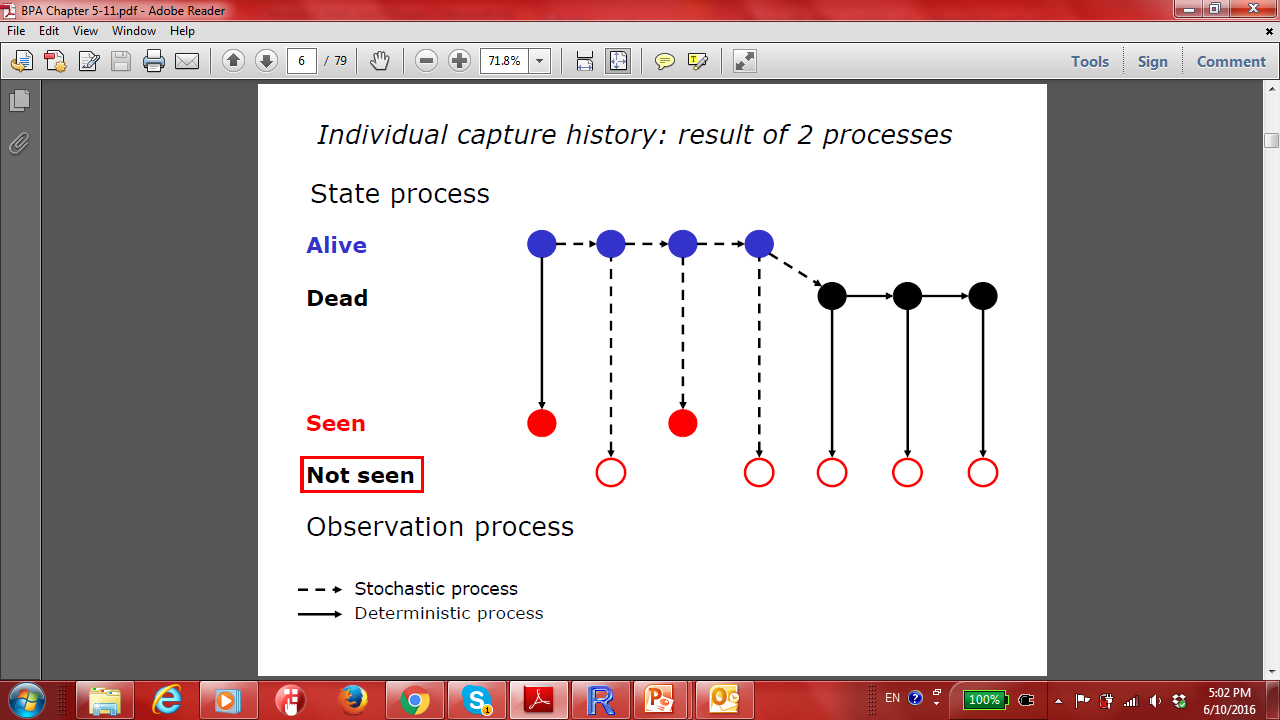 BPA Chapter 5-11.pdf - Adobe Reader
File Edit View Window Help
6 / 79 71.8% Tools Sign Comment
Individual capture history: result of 2 processes
State process
Alive
Dead
Seen
Not seen
Observation process
Stochastic process
Deterministic process
EN 100% 5:02 PM
6/10/2016